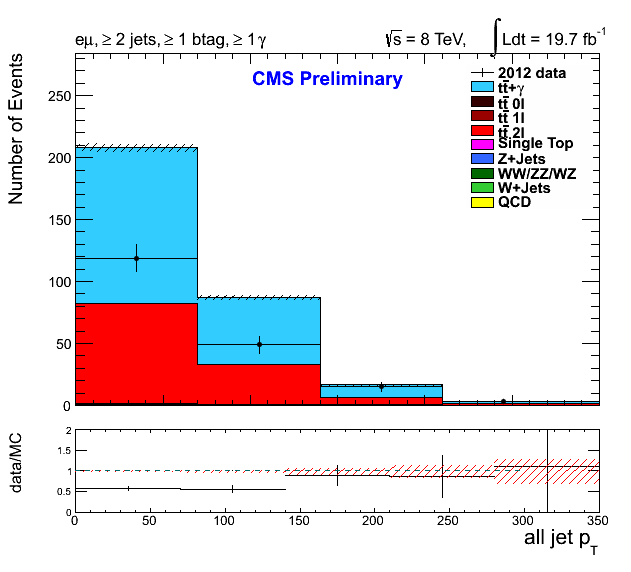 eμ, ≥ 2 jets, ≥ 1 btag, ≥ 1 γ
√s = 8 TeV, ∫ Ldt = 19.7 fb⁻¹
CMS Preliminary
Number of Events
250
200
150
100
50
0
2012 data
tt̄+γ
tt̄ 0l
tt̄ 1l
tt̄ 2l
Single Top
Z+Jets
WW/ZZ/WZ
W+Jets
QCD
data/MC
2
1.5
1
0.5
0
0 50 100 150 200 250 300 350
all jet p_T